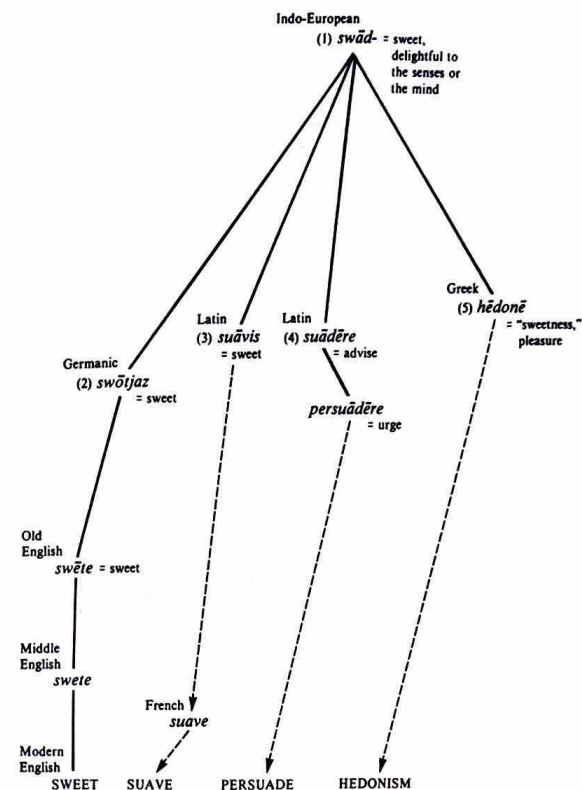 Indo-European
(1) swād- = sweet,
delightful to
the senses or
the mind
Greek
(5) hēdonē
= "sweetness,"
pleasure
Latin
(3) suāvis
= sweet
Latin
(4) suādēre
= advise
Germanic
(2) swōtjaz
= sweet
persuādēre
= urge
Old
English
swēte = sweet
Middle
English
swete
French
suave
Modern
English
SWEET SUAVE PERSUADE HEDONISM